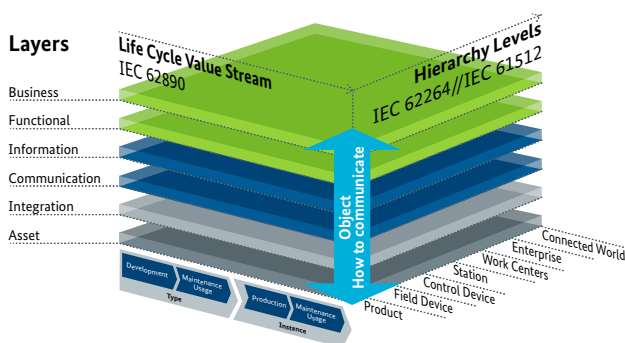 Layers
Life Cycle Value Stream
IEC 62890
Hierarchy Levels
IEC 62264//IEC 61512
Business
Functional
Information
Communication
Integration
Asset
Object
How to communicate
Development
Maintenance
Usage
Type
Production
Maintenance
Usage
Instance
Connected World
Enterprise
Work Centers
Station
Control Device
Field Device
Product